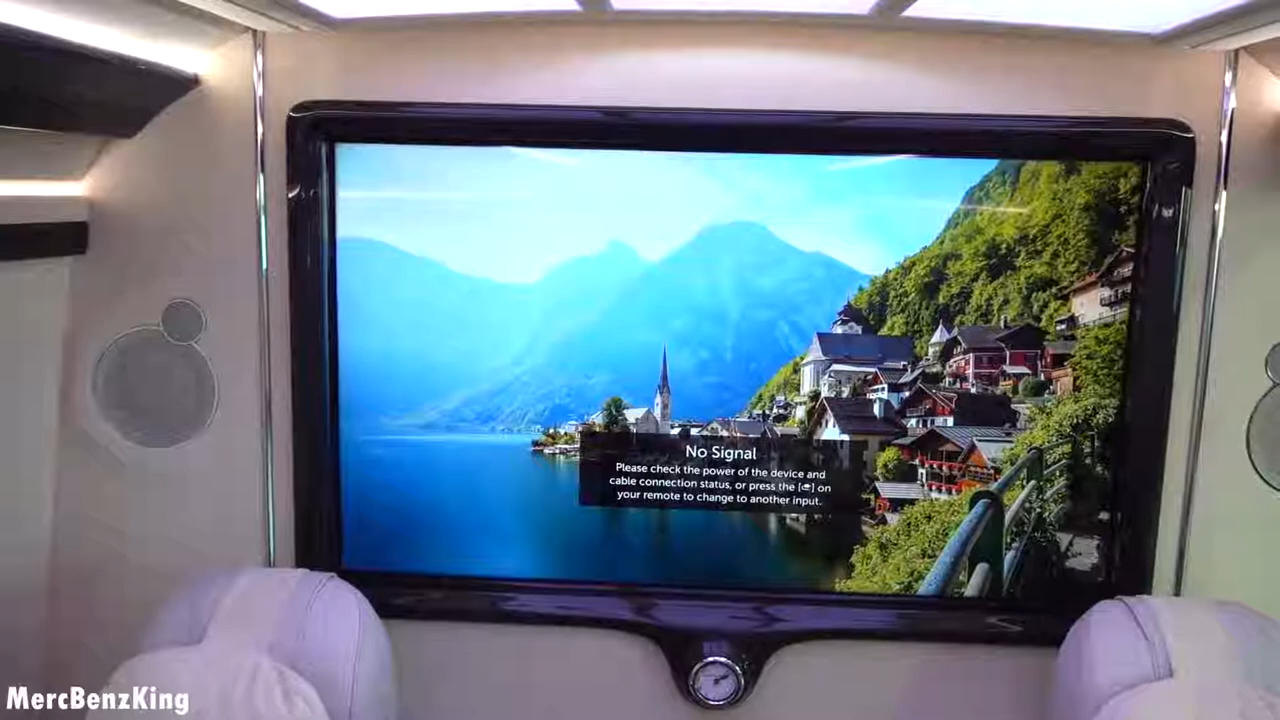 No Signal
Please check the power of the device and
cable connection status, or press the [⏏] on
your remote to change to another input.
MercBenzKing